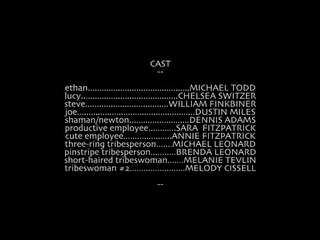 CAST
--
ethan.............................................MICHAEL TODD
lucy...........................................CHELSEA SWITZER
steve......................................WILLIAM FINKBINER
joe....................................................DUSTIN MILES
shaman/newton........................DENNIS ADAMS
productive employee............SARA FITZPATRICK
cute employee......................ANNIE FITZPATRICK
three-ring tribesperson.......MICHAEL LEONARD
pinstripe tribesperson...........BRENDA LEONARD
short-haired tribeswoman.......MELANIE TEVLIN
tribeswoman #2......................MELODY CISSELL
--